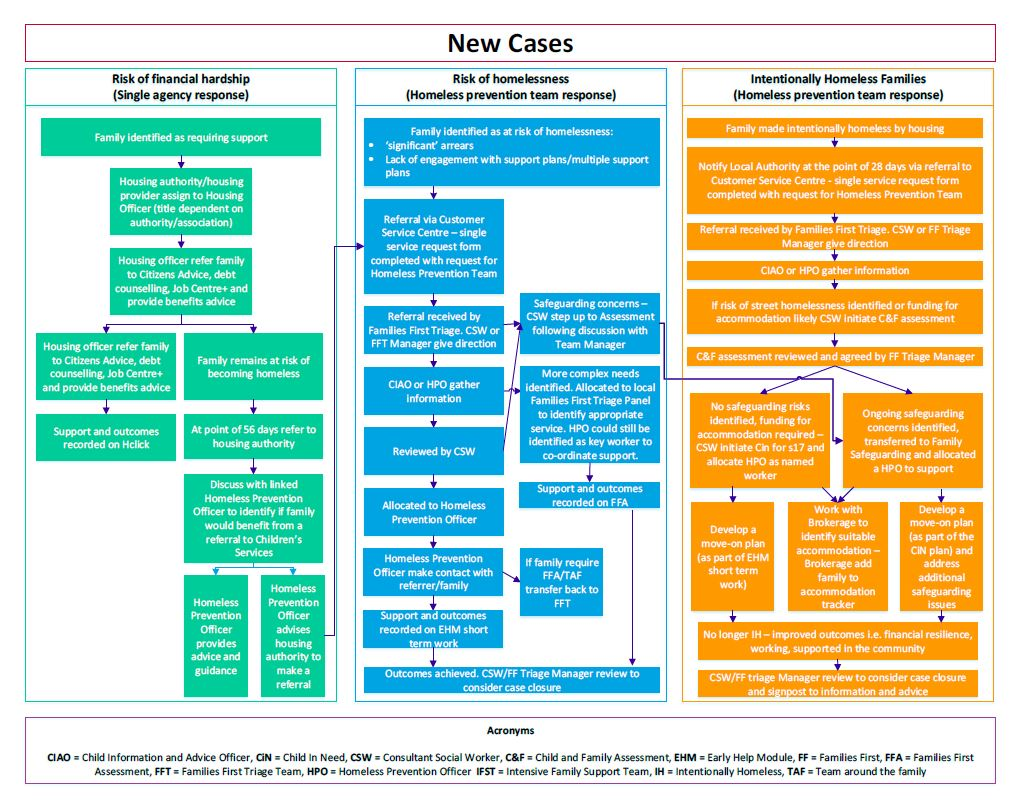 New Cases
Risk of financial hardship
(Single agency response)
Family identified as requiring support
Housing authority/housing
provider assign to Housing
Officer (title dependent on
authority/association)
Housing officer refer family
to Citizens Advice, debt
counselling, Job Centre+ and
provide benefits advice
Housing officer refer family
to Citizens Advice, debt
counselling, Job Centre+
and provide benefits advice
Support and outcomes
recorded on Hclick
Family remains at risk of
becoming homeless
At point of 56 days refer to
housing authority
Discuss with linked
Homeless Prevention
Officer to identify if family
would benefit from a
referral to Children's
Services
Homeless
Prevention
Officer
provides
advice and
guidance
Homeless
Prevention
Officer
advises
housing
authority to
make a
referral
Risk of homelessness
(Homeless prevention team response)
Family identified as at risk of homelessness:
• 'significant' arrears
• Lack of engagement with support plans/multiple support
plans
Referral via Customer
Service Centre – single
service request form
completed with request for
Homeless Prevention Team
Referral received by
Families First Triage. CSW or
FFT Manager give direction
CIAO or HPO gather
information
Reviewed by CSW
Allocated to Homeless
Prevention Officer
Homeless Prevention
Officer make contact with
referrer/family
Support and outcomes
recorded on EHM short
term work
Safeguarding concerns –
CSW step up to Assessment
following discussion with
Team Manager
More complex needs
identified. Allocated to local
Families First Triage Panel
to identify appropriate
service. HPO could still be
identified as key worker to
co-ordinate support.
Support and outcomes
recorded on FFA
If family require
FFA/TAF
transfer back to
FFT
Outcomes achieved. CSW/FF Triage Manager review to
consider case closure
Intentionally Homeless Families
(Homeless prevention team response)
Family made intentionally homeless by housing
Notify Local Authority at the point of 28 days via referral to
Customer Service Centre - single service request form
completed with request for Homeless Prevention Team
Referral received by Families First Triage. CSW or FF Triage
Manager give direction
CIAO or HPO gather information
If risk of street homelessness identified or funding for
accommodation likely CSW initiate C&F assessment
C&F assessment reviewed and agreed by FF Triage Manager
No safeguarding risks
identified, funding for
accommodation required –
CSW initiate Cin for s17 and
allocate HPO as named
worker
Ongoing safeguarding
concerns identified,
transferred to Family
Safeguarding and allocated
a HPO to support
Develop a
move-on plan
(as part of EHM
short term
work)
Work with
Brokerage to
identify suitable
accommodation –
Brokerage add
family to
accommodation
tracker
Develop a
move-on plan
(as part of the
CiN plan) and
address
additional
safeguarding
issues
No longer IH – improved outcomes i.e. financial resilience,
working, supported in the community
CSW/FF triage Manager review to consider case closure
and signpost to information and advice
Acronyms
CIAO = Child Information and Advice Officer, CiN = Child In Need, CSW = Consultant Social Worker, C&F = Child and Family Assessment, EHM = Early Help Module, FF = Families First, FFA = Families First
Assessment, FFT = Families First Triage Team, HPO = Homeless Prevention Officer IFST = Intensive Family Support Team, IH = Intentionally Homeless, TAF = Team around the family